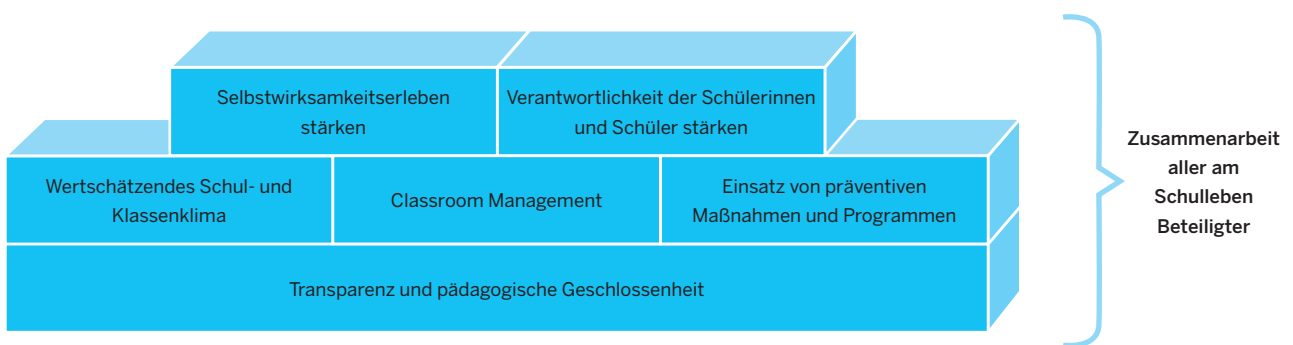 Selbstwirksamkeitserleben
stärken
Verantwortlichkeit der Schülerinnen
und Schüler stärken
Wertschätzendes Schul- und
Klassenklima
Classroom Management
Einsatz von präventiven
Maßnahmen und Programmen
Transparenz und pädagogische Geschlossenheit
Zusammenarbeit
aller am
Schulleben
Beteiligter